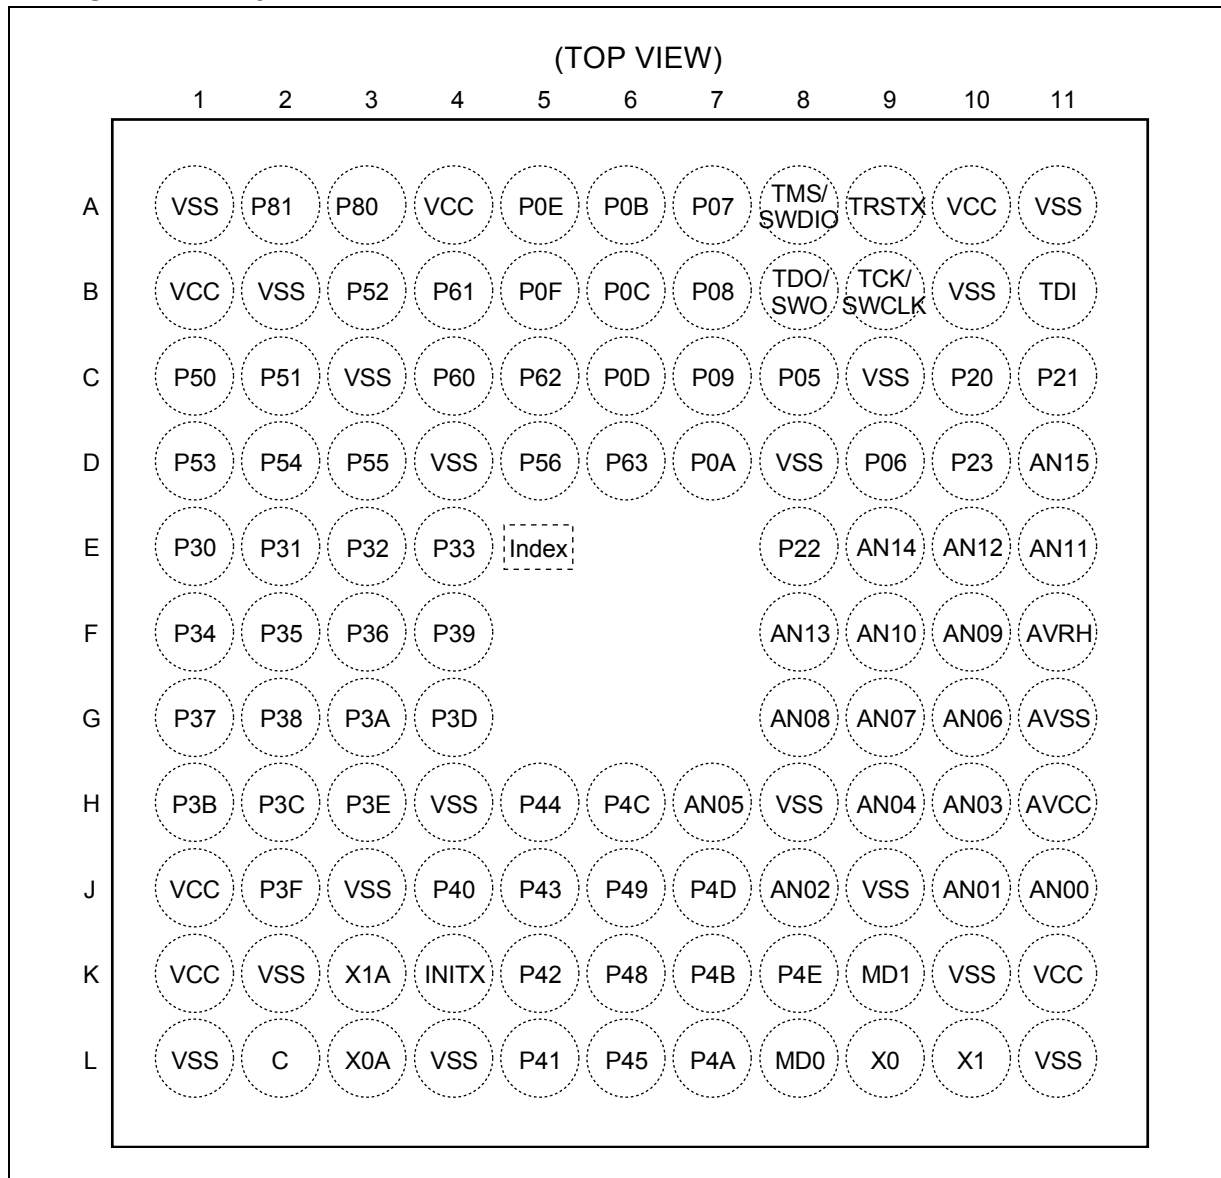 (TOP VIEW)
1 2 3 4 5 6 7 8 9 10 11
A VSS P81 P80 VCC P0E P0B P07 TMS/SWDIO TRSTX VCC VSS
B VCC VSS P52 P61 P0F P0C P08 TDO/SWO TCK/SWCLK VSS TDI
C P50 P51 VSS P60 P62 P0D P09 P05 VSS P20 P21
D P53 P54 P55 VSS P56 P63 P0A VSS P06 P23 AN15
E P30 P31 P32 P33 Index P22 AN14 AN12 AN11
F P34 P35 P36 P39 AN13 AN10 AN09 AVRH
G P37 P38 P3A P3D AN08 AN07 AN06 AVSS
H P3B P3C P3E VSS P44 P4C AN05 VSS AN04 AN03 AVCC
J VCC P3F VSS P40 P43 P49 P4D AN02 VSS AN01 AN00
K VCC VSS X1A INITX P42 P48 P4B P4E MD1 VSS VCC
L VSS C X0A VSS P41 P45 P4A MD0 X0 X1 VSS